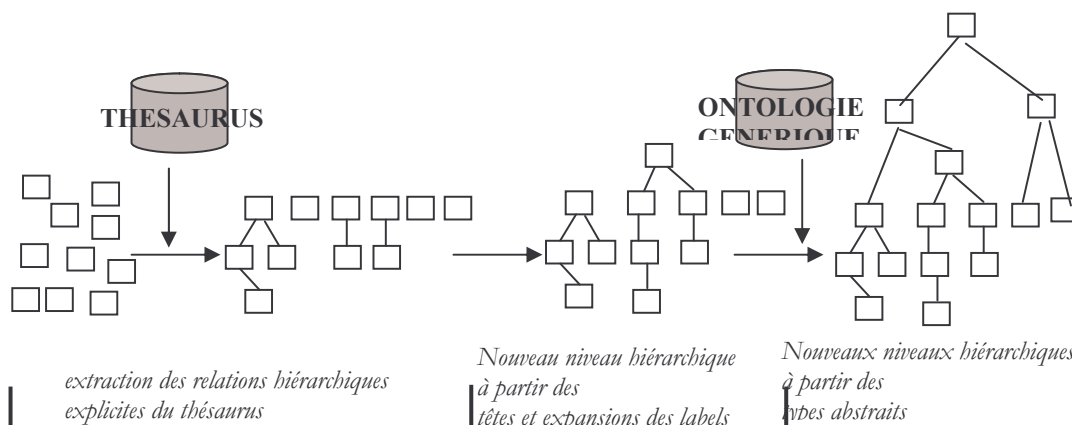 THESAURUS
ONTOLOGIE
GENERIQUE
extraction des relations hiérarchiques
explicites du thésaurus
Nouveau niveau hiérarchique
à partir des
têtes et expansions des labels
Nouveaux niveaux hiérarchiques
à partir des
types abstraits